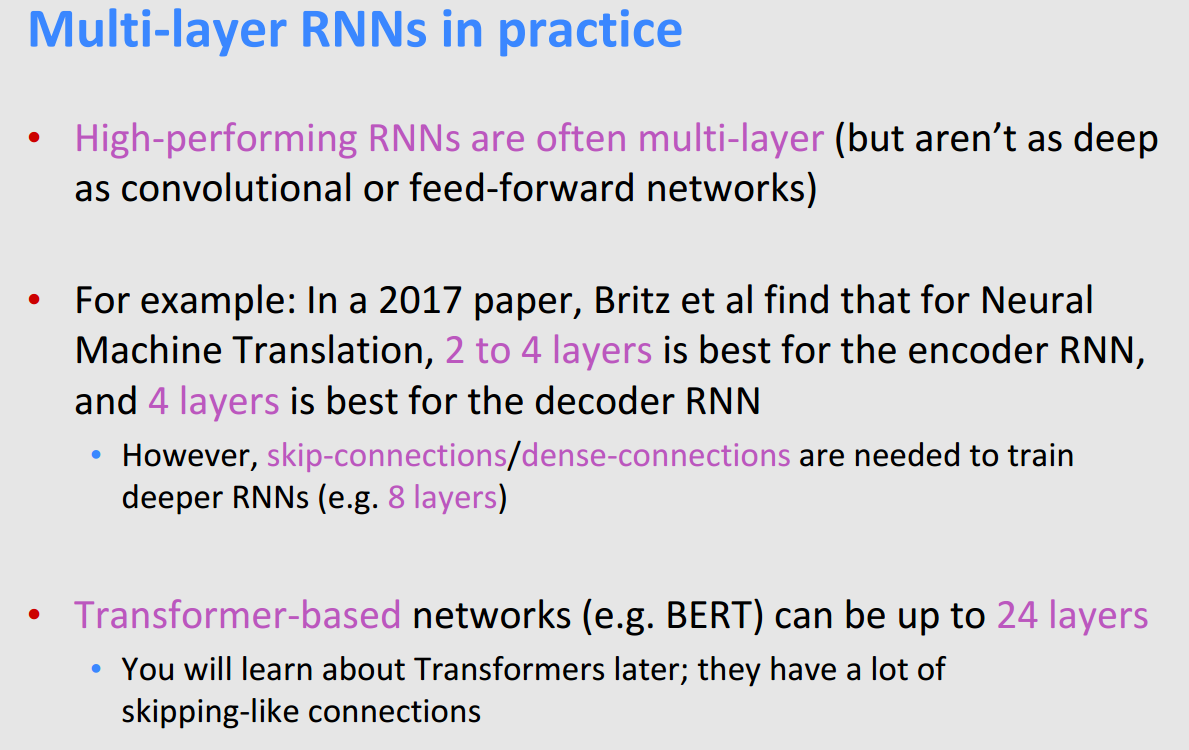 Multi-layer RNNs in practice
• High-performing RNNs are often multi-layer (but aren’t as deep
as convolutional or feed-forward networks)
• For example: In a 2017 paper, Britz et al find that for Neural
Machine Translation, 2 to 4 layers is best for the encoder RNN,
and 4 layers is best for the decoder RNN
• However, skip-connections/dense-connections are needed to train
deeper RNNs (e.g. 8 layers)
• Transformer-based networks (e.g. BERT) can be up to 24 layers
• You will learn about Transformers later; they have a lot of
skipping-like connections